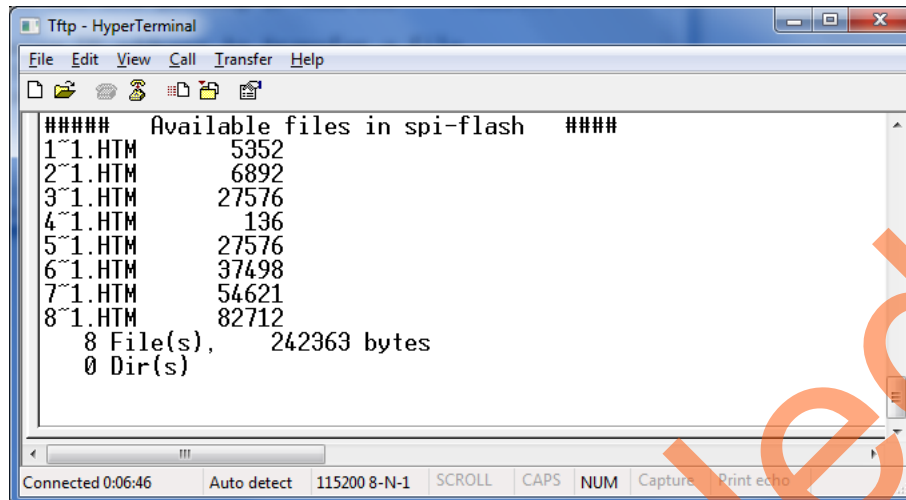 Tftp - HyperTerminal
File Edit View Call Transfer Help
##### Available files in spi-flash ####
1~1.HTM 5352
2~1.HTM 6892
3~1.HTM 27576
4~1.HTM 136
5~1.HTM 27576
6~1.HTM 37498
7~1.HTM 54621
8~1.HTM 82712
8 File(s), 242363 bytes
0 Dir(s)
Connected 0:06:46 Auto detect 115200 8-N-1 SCROLL CAPS NUM Capture Print echo